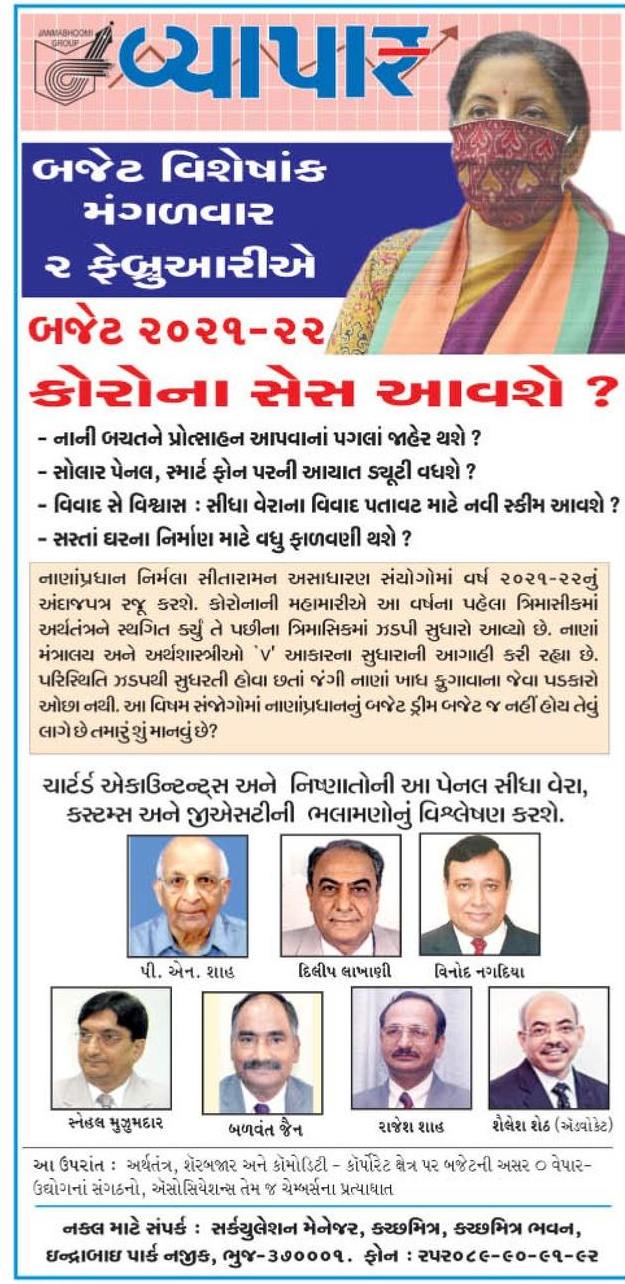 JANMABHOOMI
GROUP
વ્યાપાર
બજેટ વિશેષાંક
મંગળવાર
૨ ફેબ્રુઆરીએ
બજેટ ૨૦૨૧-૨૨
કોરોના સેસ આવશે ?
- નાની બચતને પ્રોત્સાહન આપવાનાં પગલાં જાહેર થશે ?
- સોલાર પેનલ, સ્માર્ટ ફોન પરની આયાત ડ્યૂટી વધશે ?
- વિવાદ સે વિશ્વાસ : સીધા વેરાના વિવાદ પતાવટ માટે નવી સ્કીમ આવશે ?
- સસ્તાં ઘરના નિર્માણ માટે વધુ ફાળવણી થશે ?
નાણાંપ્રધાન નિર્મલા સીતારામન અસાધારણ સંયોગોમાં વર્ષ ૨૦૨૧-૨૨નું
અંદાજપત્ર રજૂ કરશે. કોરોનાની મહામારીએ આ વર્ષના પહેલા ત્રિમાસીકમાં
અર્થતંત્રને સ્થગિત કર્યું તે પછીના ત્રિમાસિકમાં ઝડપી સુધારો આવ્યો છે. નાણાં
મંત્રાલય અને અર્થશાસ્ત્રીઓ `V' આકારના સુધારાની આગાહી કરી રહ્યા છે.
પરિસ્થિતિ ઝડપથી સુધરતી હોવા છતાં જંગી નાણાં ખાધ ફુગાવાના જેવા પડકારો
ઓછા નથી. આ વિષમ સંજોગોમાં નાણાંપ્રધાનનું બજેટ ડ્રીમ બજેટ જ નહીં હોય તેવું
લાગે છે તમારું શું માનવું છે?
ચાર્ટર્ડ એકાઉન્ટન્ટ્સ અને નિષ્ણાતોની આ પેનલ સીધા વેરા,
કસ્ટમ્સ અને જીએસટીની ભલામણોનું વિશ્લેષણ કરશે.
પી. એન. શાહ
દિલીપ લાખાણી
વિનોદ નગદિયા
સ્નેહલ મુઝુમદાર
બળવંત જૈન
રાજેશ શાહ
શૈલેશ શેઠ (ઍડવોકેટ)
આ ઉપરાંત : અર્થતંત્ર, શૅરબજાર અને કૉમોડિટી - કૉર્પોરેટ ક્ષેત્ર પર બજેટની અસર ○ વેપાર-
ઉદ્યોગનાં સંગઠનો, ઍસોસિયેશન્સ તેમ જ ચેમ્બર્સના પ્રત્યાઘાત
નકલ માટે સંપર્ક : સર્ક્યુલેશન મેનેજર, કચ્છમિત્ર, કચ્છમિત્ર ભવન,
ઇન્દ્રાબાઇ પાર્ક નજીક, ભુજ-૩૭૦૦૦૧. ફોન : ૨૫૨૦૮૯-૯૦-૯૧-૯૨